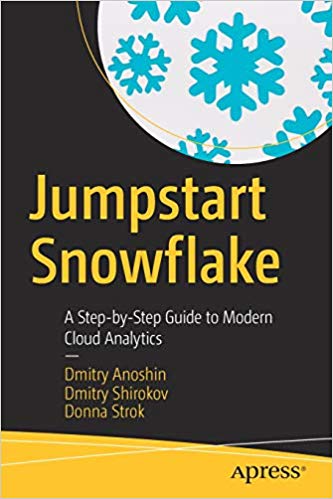 Jumpstart
Snowflake
A Step-by-Step Guide to Modern
Cloud Analytics
—
Dmitry Anoshin
Dmitry Shirokov
Donna Strok
Apress®